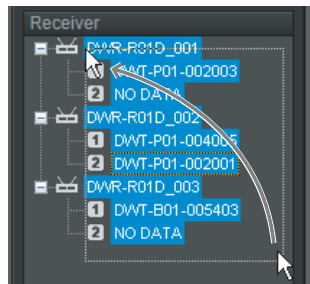 Receiver
DWR-R01D_001
1 DWT-P01-002003
2 NO DATA
DWR-R01D_002
1 DWT-P01-004005
2 DWT-P01-002001
DWR-R01D_003
1 DWT-B01-005403
2 NO DATA